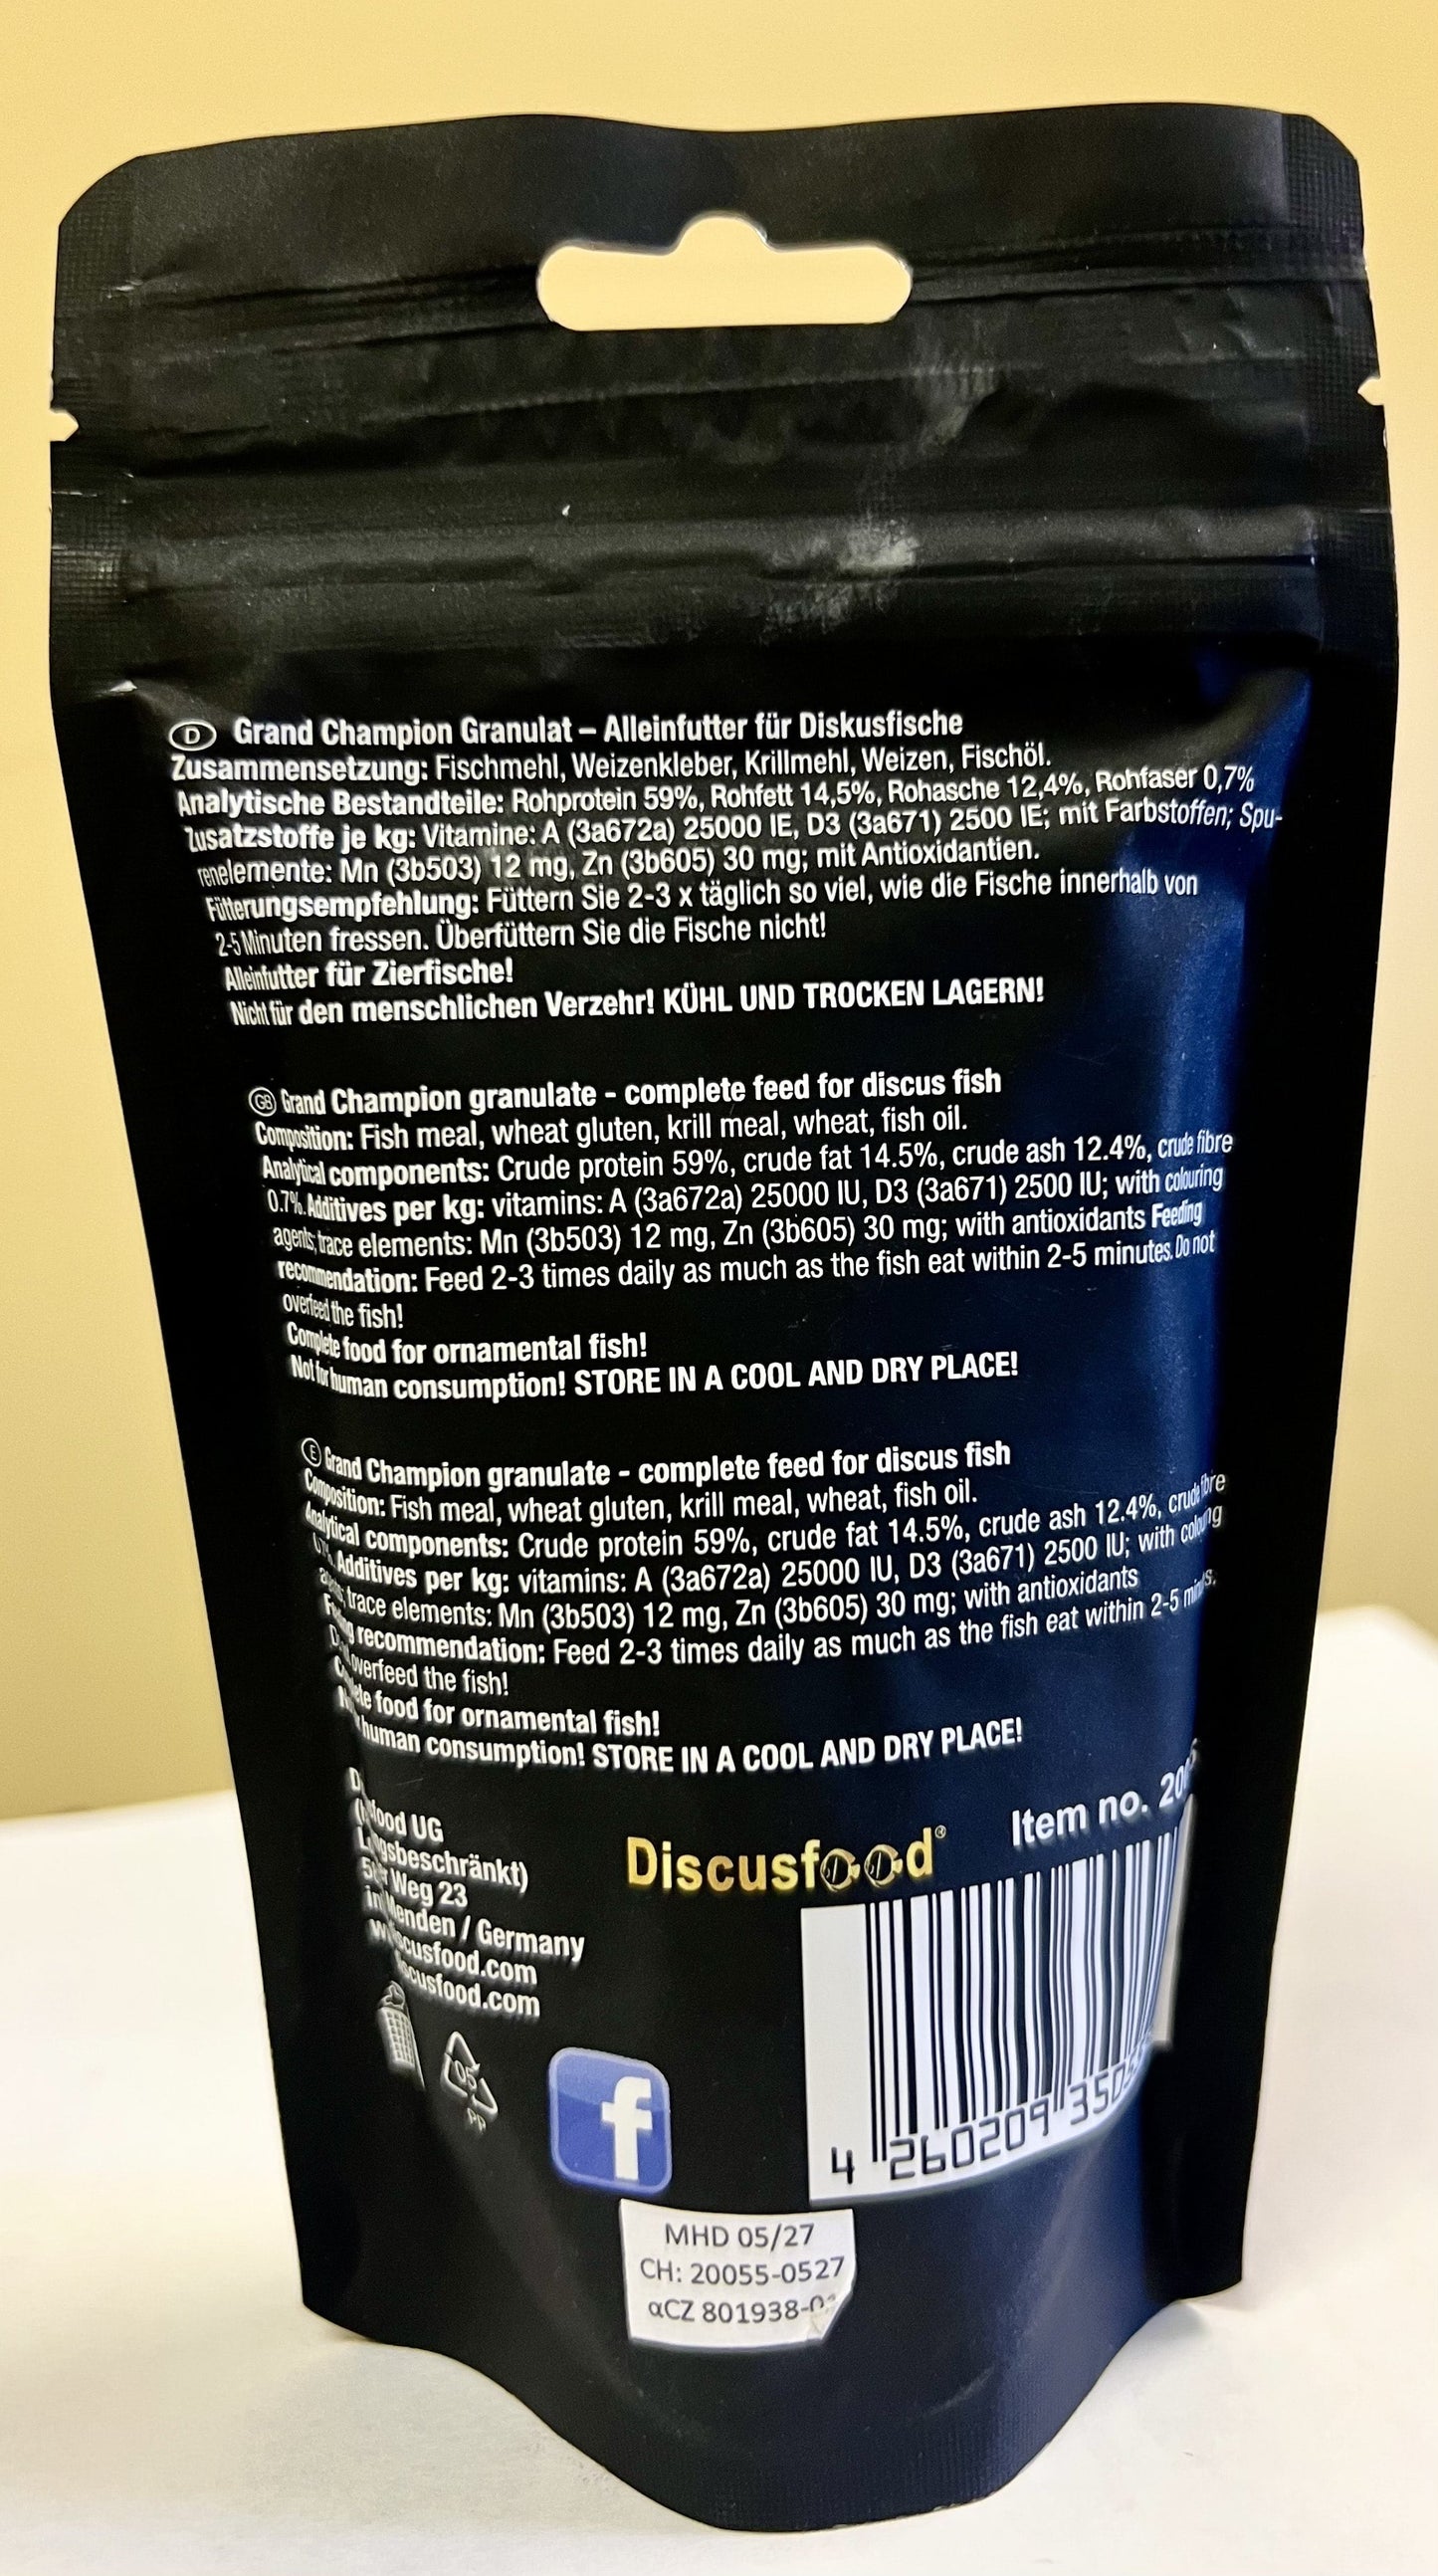 D Grand Champion Granulat – Alleinfutter für Diskusfische
Zusammensetzung: Fischmehl, Weizenkleber, Krillmehl, Weizen, Fischöl.
Analytische Bestandteile: Rohprotein 59%, Rohfett 14,5%, Rohasche 12,4%, Rohfaser 0,7%
Zusatzstoffe je kg: Vitamine: A (3a672a) 25000 IE, D3 (3a671) 2500 IE; mit Farbstoffen; Spu-
renelemente: Mn (3b503) 12 mg, Zn (3b605) 30 mg; mit Antioxidantien.
Fütterungsempfehlung: Füttern Sie 2-3 x täglich so viel, wie die Fische innerhalb von
2-5 Minuten fressen. Überfüttern Sie die Fische nicht!
Alleinfutter für Zierfische!
Nicht für den menschlichen Verzehr! KÜHL UND TROCKEN LAGERN!
GB Grand Champion granulate - complete feed for discus fish
Composition: Fish meal, wheat gluten, krill meal, wheat, fish oil.
Analytical components: Crude protein 59%, crude fat 14.5%, crude ash 12.4%, crude fibre
0.7% Additives per kg: vitamins: A (3a672a) 25000 IU, D3 (3a671) 2500 IU; with colouring
agents; trace elements: Mn (3b503) 12 mg, Zn (3b605) 30 mg; with antioxidants Feeding
recommendation: Feed 2-3 times daily as much as the fish eat within 2-5 minutes. Do not
overfeed the fish!
Complete food for ornamental fish!
Not for human consumption! STORE IN A COOL AND DRY PLACE!
E Grand Champion granulate - complete feed for discus fish
Composition: Fish meal, wheat gluten, krill meal, wheat, fish oil.
Analytical components: Crude protein 59%, crude fat 14.5%, crude ash 12.4%, crude fibre
Additives per kg: vitamins: A (3a672a) 25000 IU, D3 (3a671) 2500 IU; with
trace elements: Mn (3b503) 12 mg, Zn (3b605) 30 mg; with antioxidants
recommendation: Feed 2-3 times daily as much as the fish eat within 2-5
overfeed the fish!
food for ornamental fish!
human consumption! STORE IN A COOL AND DRY PLACE!
UG
Weg 23
Menden / Germany
Discusfood®
Item no.
05
PP
f
4 260209
MHD 05/27
CH: 20055-0527
αCZ